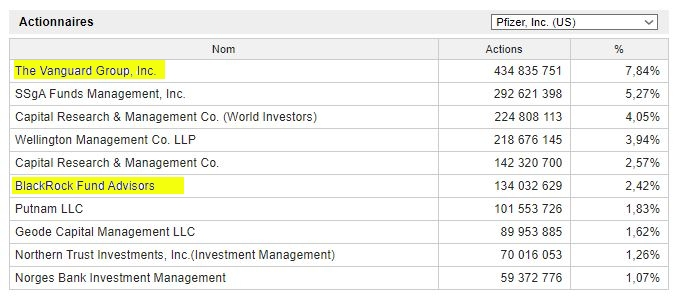 Actionnaires Pfizer, Inc. (US)
Nom Actions %
The Vanguard Group, Inc. 434 835 751 7,84%
SSgA Funds Management, Inc. 292 621 398 5,27%
Capital Research & Management Co. (World Investors) 224 808 113 4,05%
Wellington Management Co. LLP 218 676 145 3,94%
Capital Research & Management Co. 142 320 700 2,57%
BlackRock Fund Advisors 134 032 629 2,42%
Putnam LLC 101 553 726 1,83%
Geode Capital Management LLC 89 953 885 1,62%
Northern Trust Investments, Inc.(Investment Management) 70 016 053 1,26%
Norges Bank Investment Management 59 372 776 1,07%